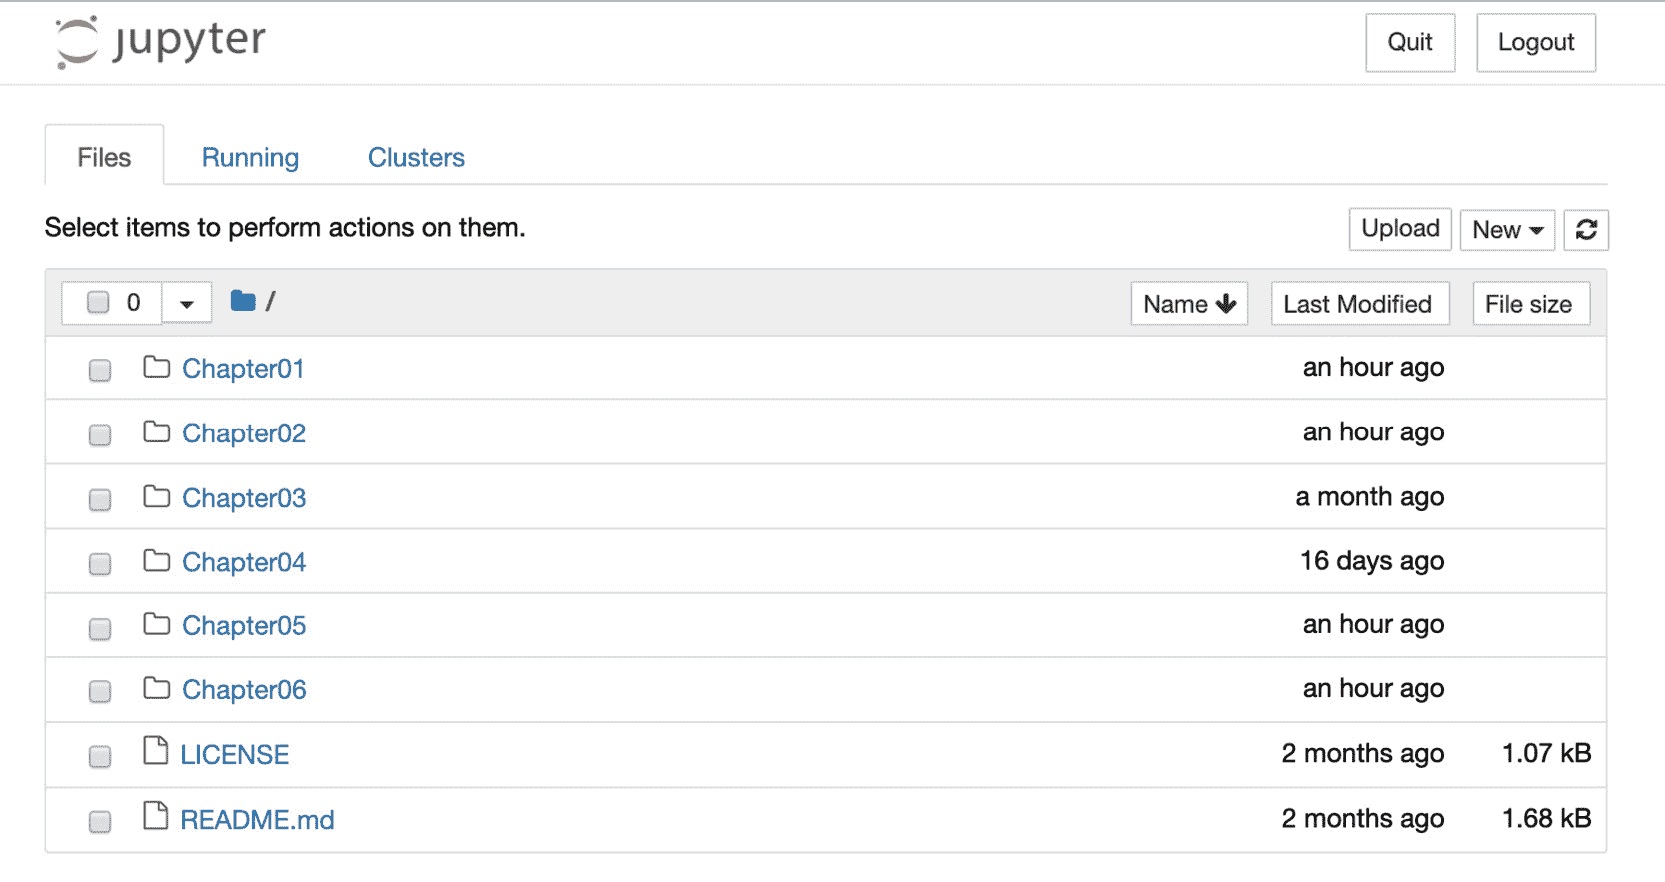 jupyter
Quit Logout
Files Running Clusters
Select items to perform actions on them.
Upload New
0 / Name Last Modified File size
Chapter01 an hour ago
Chapter02 an hour ago
Chapter03 a month ago
Chapter04 16 days ago
Chapter05 an hour ago
Chapter06 an hour ago
LICENSE 2 months ago 1.07 kB
README.md 2 months ago 1.68 kB